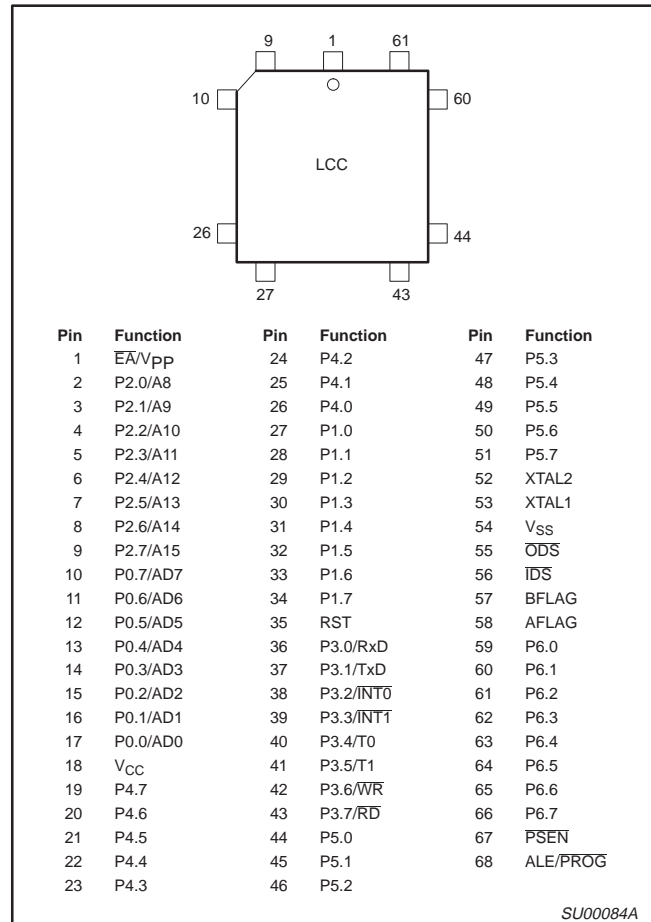 9 1 61
10 60
LCC
26 44
27 43
Pin Function Pin Function Pin Function
1 E̅A̅/VPP 24 P4.2 47 P5.3
2 P2.0/A8 25 P4.1 48 P5.4
3 P2.1/A9 26 P4.0 49 P5.5
4 P2.2/A10 27 P1.0 50 P5.6
5 P2.3/A11 28 P1.1 51 P5.7
6 P2.4/A12 29 P1.2 52 XTAL2
7 P2.5/A13 30 P1.3 53 XTAL1
8 P2.6/A14 31 P1.4 54 VSS
9 P2.7/A15 32 P1.5 55 O̅D̅S̅
10 P0.7/AD7 33 P1.6 56 I̅D̅S̅
11 P0.6/AD6 34 P1.7 57 BFLAG
12 P0.5/AD5 35 RST 58 AFLAG
13 P0.4/AD4 36 P3.0/RxD 59 P6.0
14 P0.3/AD3 37 P3.1/TxD 60 P6.1
15 P0.2/AD2 38 P3.2/I̅N̅T̅0̅ 61 P6.2
16 P0.1/AD1 39 P3.3/I̅N̅T̅1̅ 62 P6.3
17 P0.0/AD0 40 P3.4/T0 63 P6.4
18 VCC 41 P3.5/T1 64 P6.5
19 P4.7 42 P3.6/W̅R̅ 65 P6.6
20 P4.6 43 P3.7/R̅D̅ 66 P6.7
21 P4.5 44 P5.0 67 P̅S̅E̅N̅
22 P4.4 45 P5.1 68 ALE/P̅R̅O̅G̅
23 P4.3 46 P5.2
SU00084A